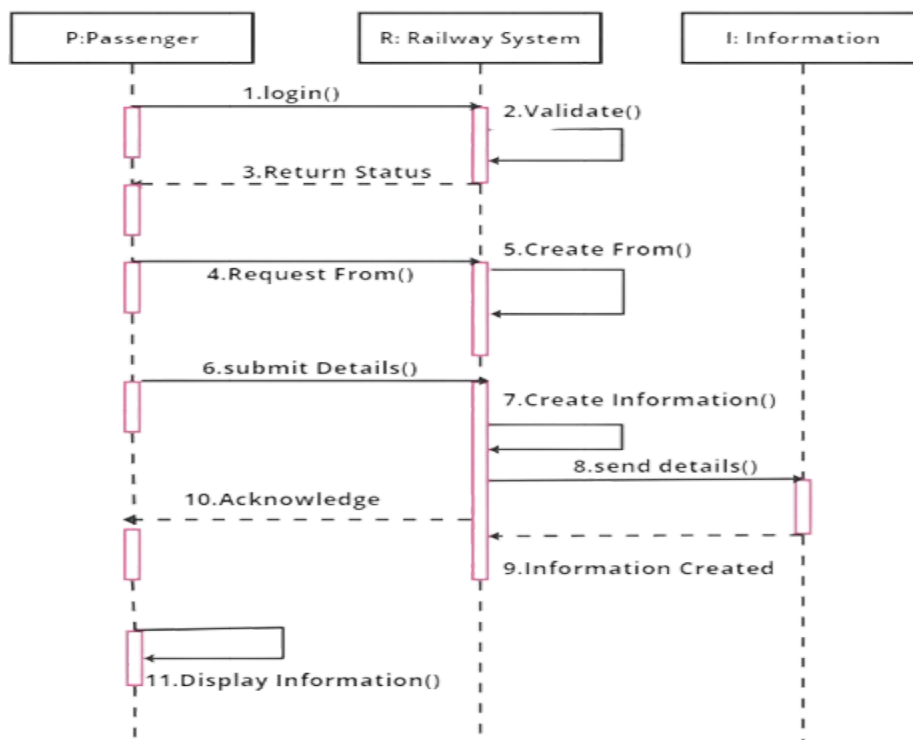 P:Passenger
R: Railway System
I: Information
1.login()
2.Validate()
3.Return Status
4.Request From()
5.Create From()
6.submit Details()
7.Create Information()
8.send details()
10.Acknowledge
9.Information Created
11.Display Information()